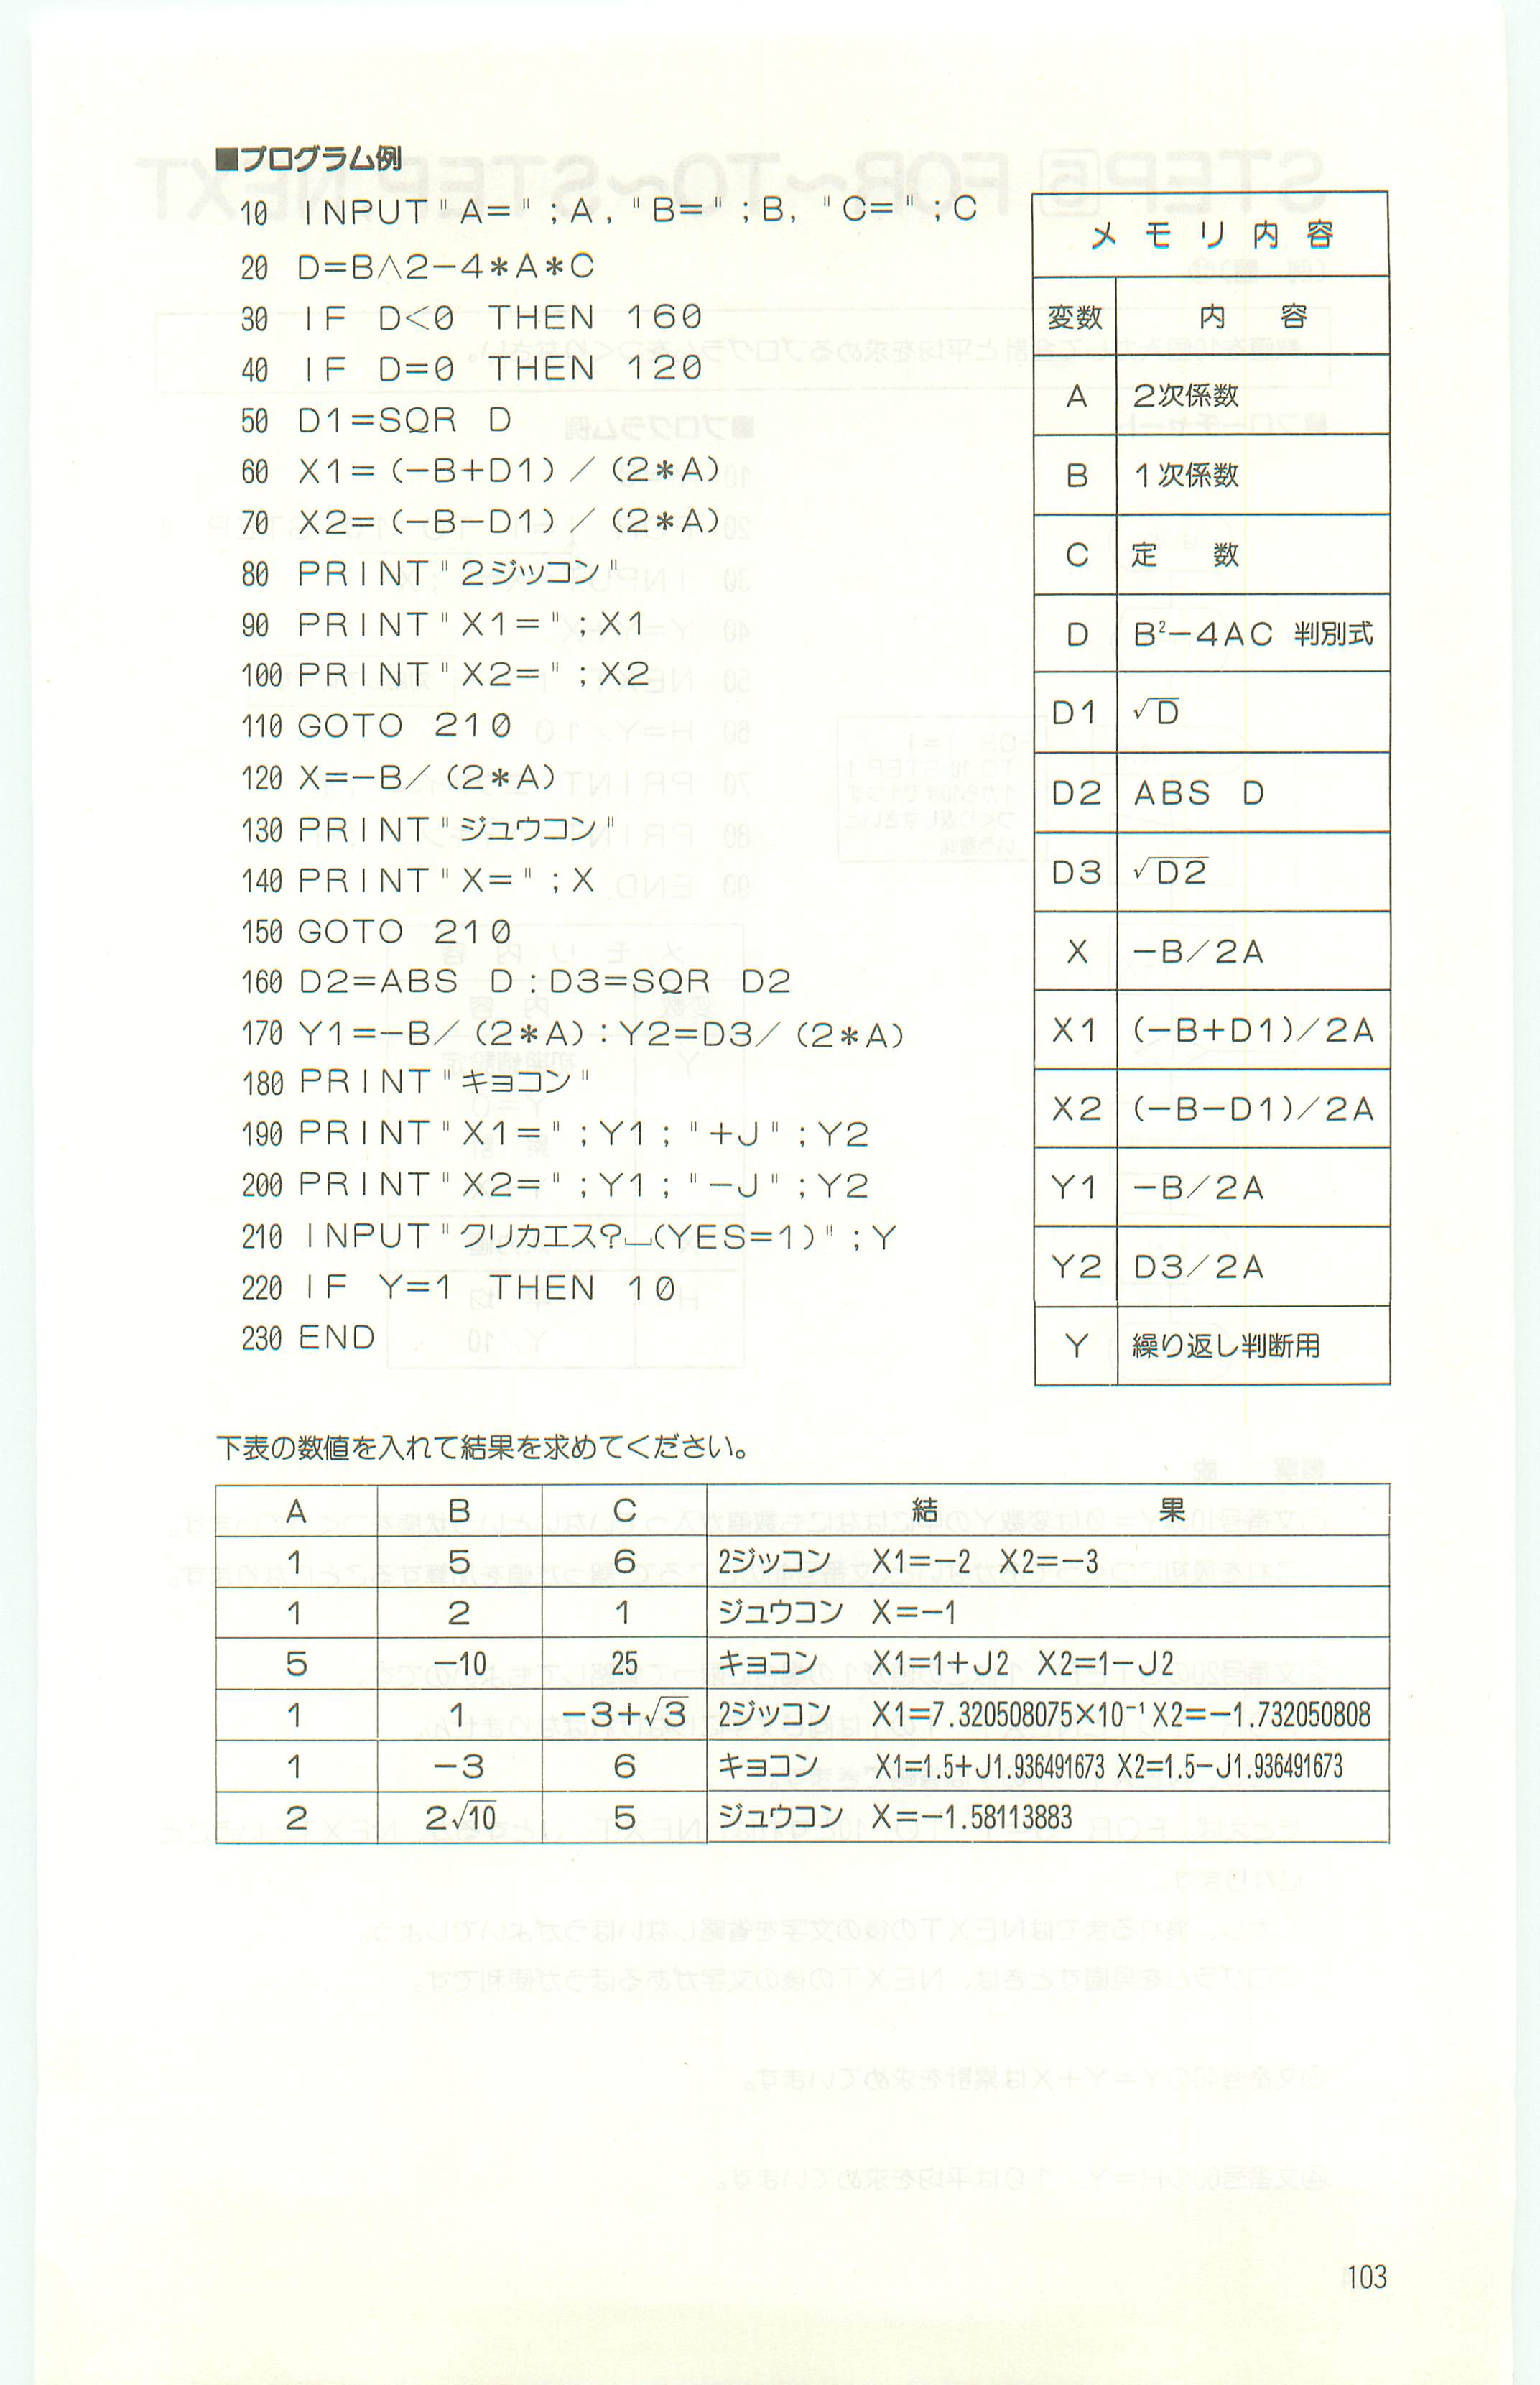 ■プログラム例
10 INPUT"A=";A,"B=";B,"C=";C
20 D=B∧2−4*A*C
30 IF D<0 THEN 160
40 IF D=0 THEN 120
50 D1=SQR D
60 X1=(−B+D1)/(2*A)
70 X2=(−B−D1)/(2*A)
80 PRINT"2ジッコン"
90 PRINT"X1=";X1
100 PRINT"X2=";X2
110 GOTO 210
120 X=−B/(2*A)
130 PRINT"ジュウコン"
140 PRINT"X=";X
150 GOTO 210
160 D2=ABS D:D3=SQR D2
170 Y1=−B/(2*A):Y2=D3/(2*A)
180 PRINT"キョコン"
190 PRINT"X1=";Y1;"+J";Y2
200 PRINT"X2=";Y1;"−J";Y2
210 INPUT"クリカエス?⎵(YES=1)";Y
220 IF Y=1 THEN 10
230 END
メモリ内容
変数 内 容
A 2次係数
B 1次係数
C 定 数
D B²−4AC 判別式
D1 √D
D2 ABS D
D3 √D2
X −B/2A
X1 (−B+D1)/2A
X2 (−B−D1)/2A
Y1 −B/2A
Y2 D3/2A
Y 繰り返し判断用
下表の数値を入れて結果を求めてください。
A B C 結 果
1 5 6 2ジッコン X1=−2 X2=−3
1 2 1 ジュウコン X=−1
5 −10 25 キョコン X1=1+J2 X2=1−J2
1 1 −3+√3 2ジッコン X1=7.320508075×10⁻¹ X2=−1.732050808
1 −3 6 キョコン X1=1.5+J1.936491673 X2=1.5−J1.936491673
2 2√10 5 ジュウコン X=−1.58113883
103